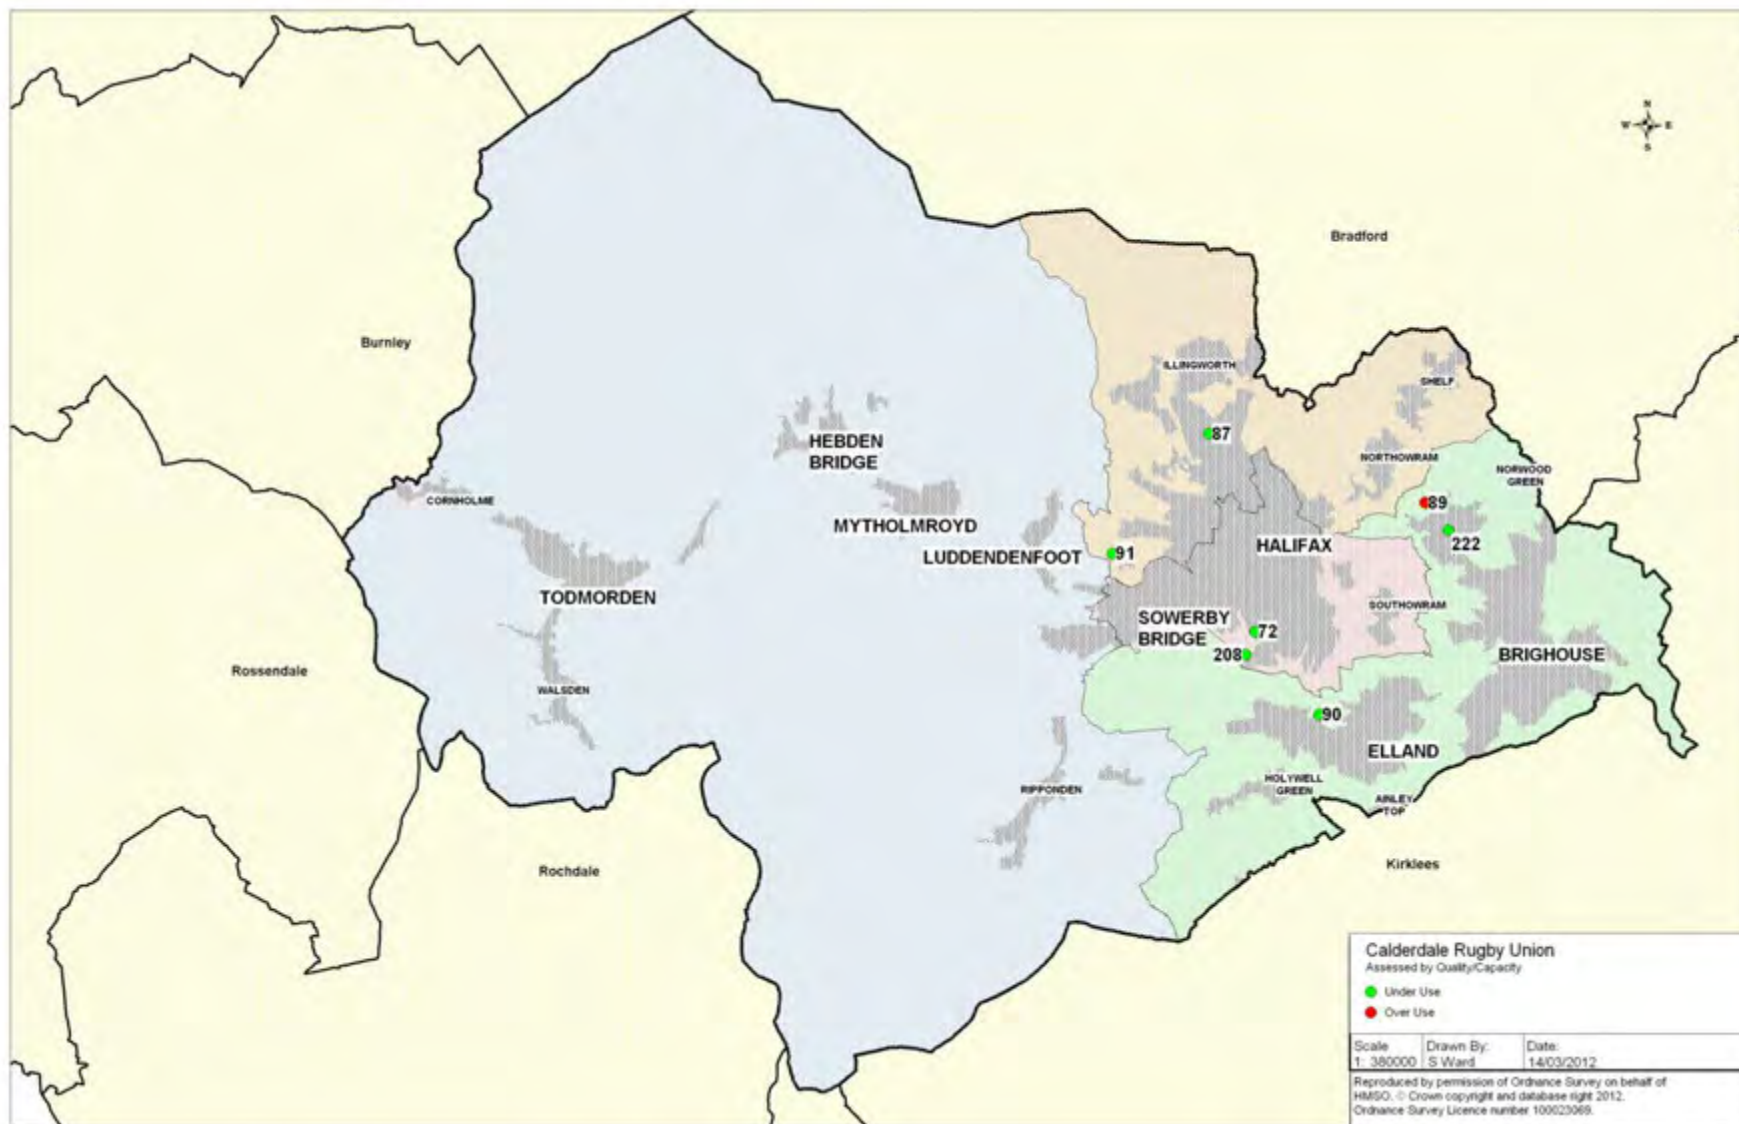 N
W E
S
Bradford
Burnley
ILLINGWORTH
SHELF
87
HEBDEN
BRIDGE
NORTHOWRAM
NORWOOD
GREEN
CORNHOLME
89
MYTHOLMROYD
222
HALIFAX
LUDDENDENFOOT
91
TODMORDEN
SOUTHOWRAM
SOWERBY
BRIDGE
72
208
BRIGHOUSE
Rossendale
WALSDEN
90
ELLAND
RIPPONDEN
HOLYWELL
GREEN
AINLEY
TOP
Rochdale
Kirklees
Calderdale Rugby Union
Assessed by Quality/Capacity
Under Use
Over Use
Scale Drawn By: Date:
1: 380000 S Ward 14/03/2012
Reproduced by permission of Ordnance Survey on behalf of
HMSO. © Crown copyright and database right 2012.
Ordnance Survey Licence number 100023069.